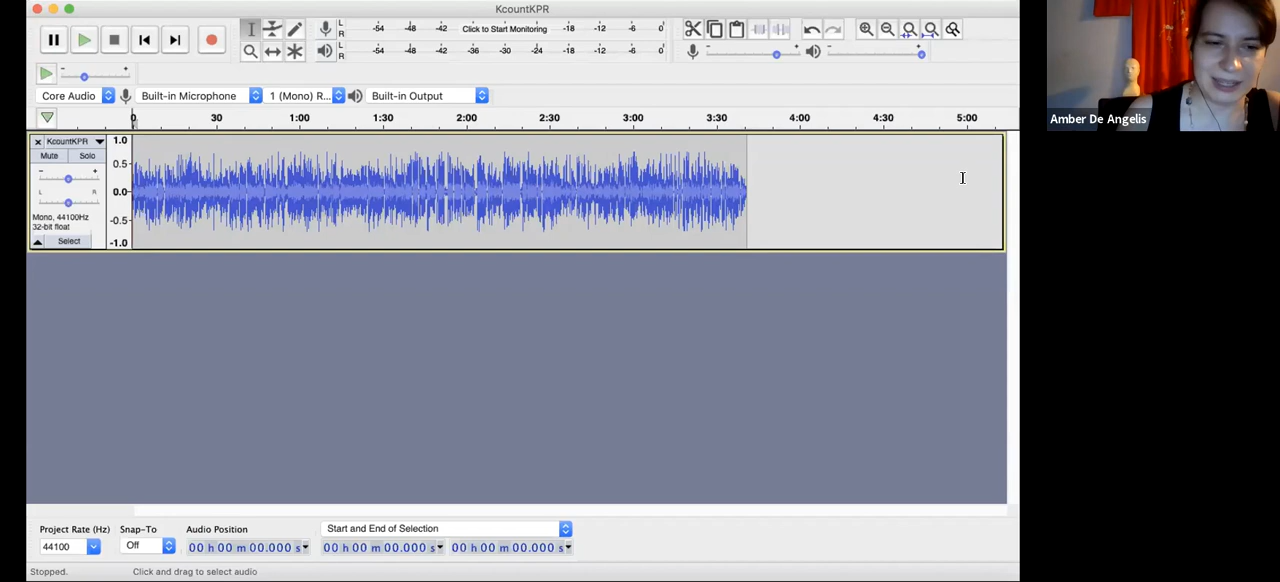 KcountKPR
L
R
-54 -48 -42 Click to Start Monitoring -18 -12 -6 0
L
R
-54 -48 -42 -36 -30 -24 -18 -12 -6 0
- +
- +
- +
Core Audio Built-in Microphone 1 (Mono) R... Built-in Output
0 30 1:00 1:30 2:00 2:30 3:00 3:30 4:00 4:30 5:00
KcountKPR
Mute Solo
- +
L R
Mono, 44100Hz
32-bit float
Select
1.0
0.5
0.0
-0.5
-1.0
Amber De Angelis
Project Rate (Hz) Snap-To Audio Position Start and End of Selection
44100 Off 00 h 00 m 00.000 s 00 h 00 m 00.000 s 00 h 00 m 00.000 s
Stopped. Click and drag to select audio